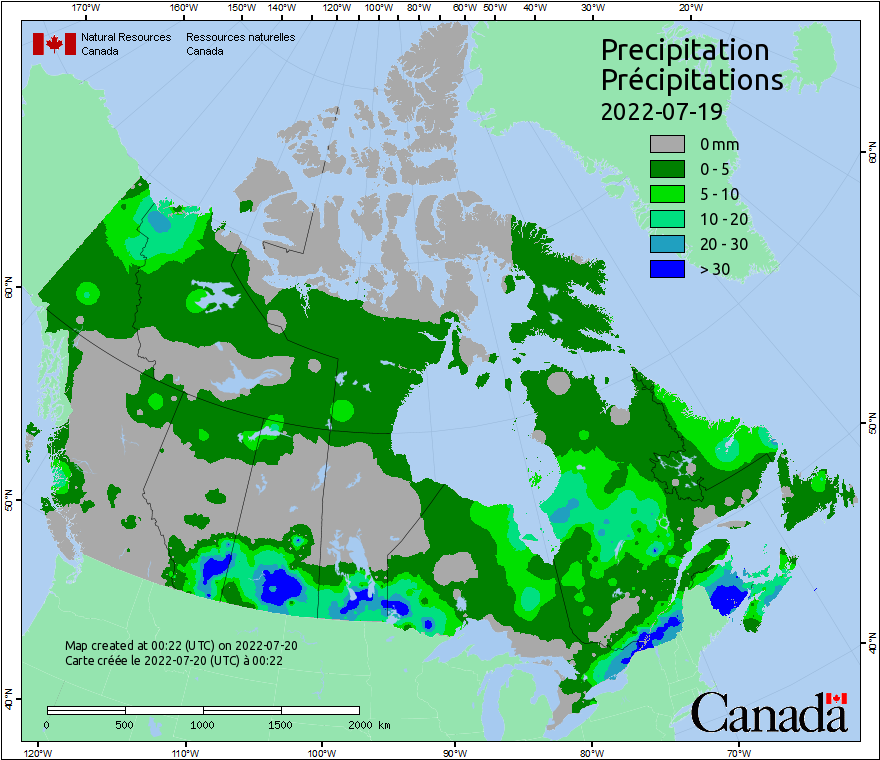 170°W 160°W 150°W 140°W 120°W 100°W 80°W 60°W 50°W 40°W 30°W 20°W
Natural Resources Ressources naturelles
Canada Canada
Precipitation
Précipitations
2022-07-19
0 mm
0 - 5
5 - 10
10 - 20
20 - 30
> 30
60°N
60°N
50°N
50°N
40°N
40°N
Map created at 00:22 (UTC) on 2022-07-20
Carte créée le 2022-07-20 (UTC) à 00:22
0 500 1000 1500 2000 km
Canada
120°W 110°W 100°W 90°W 80°W 70°W